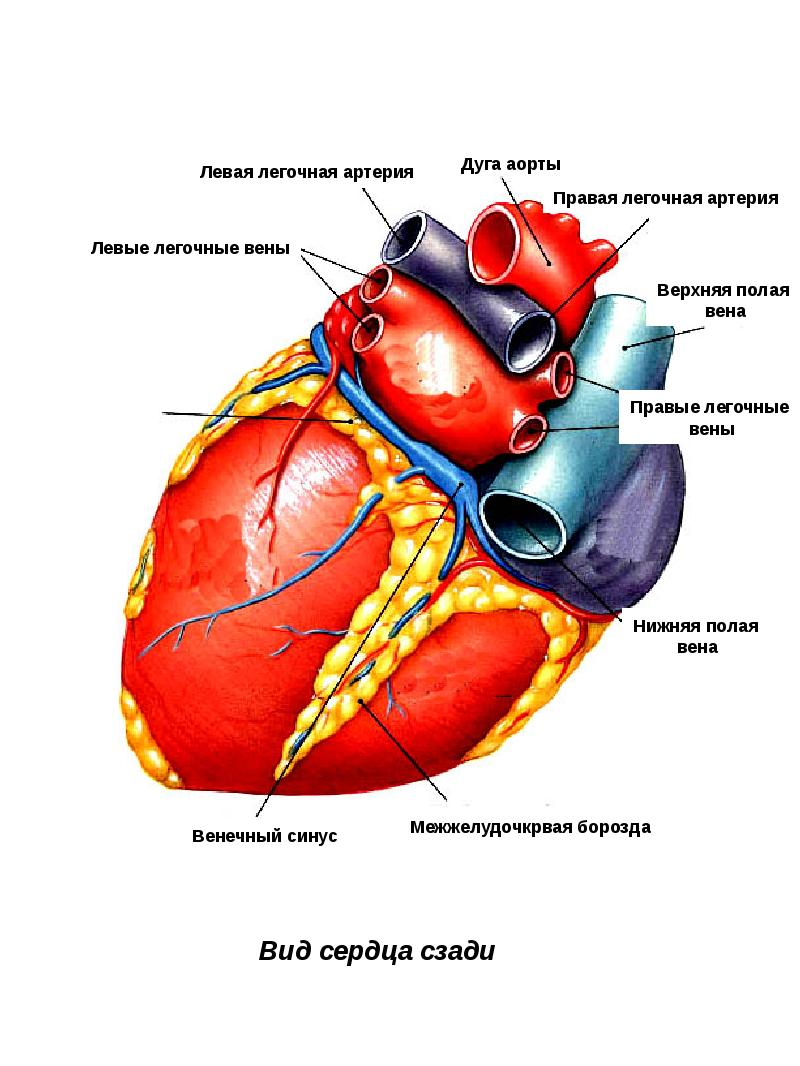 Левая легочная артерия
Дуга аорты
Правая легочная артерия
Левые легочные вены
Верхняя полая
вена
Правые легочные
вены
Нижняя полая
вена
Венечный синус
Межжелудочкрвая борозда
Вид сердца сзади